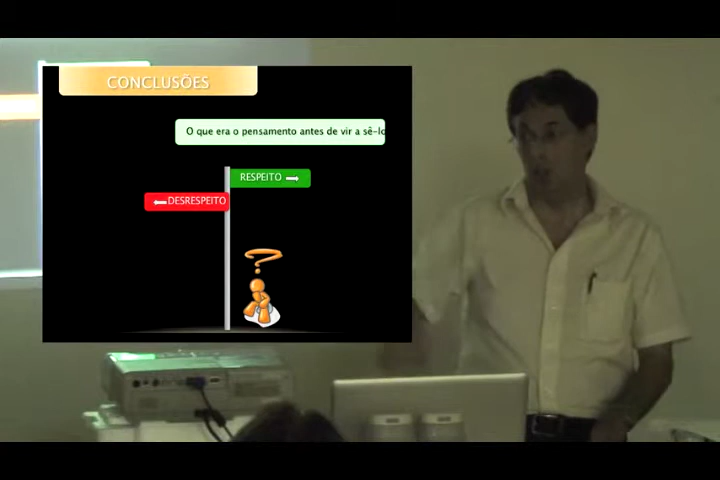 CONCLUSÕES
O que era o pensamento antes de vir a sê-lo
RESPEITO
DESRESPEITO
?